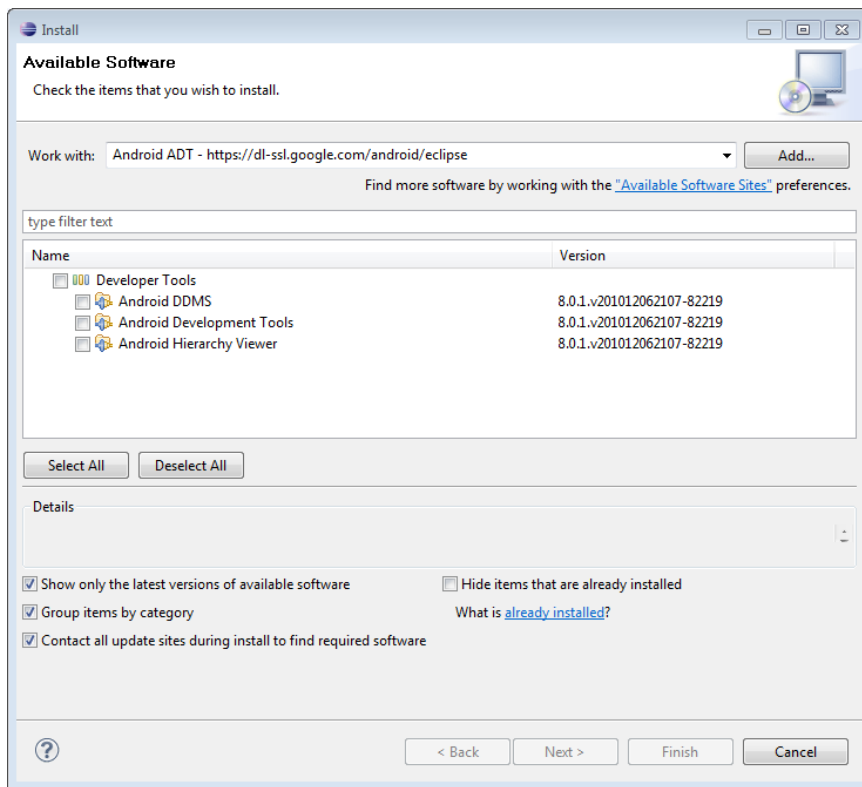 Install
Available Software
Check the items that you wish to install.
Work with: Android ADT - https://dl-ssl.google.com/android/eclipse Add...
Find more software by working with the "Available Software Sites" preferences.
type filter text
Name Version
Developer Tools
Android DDMS 8.0.1.v201012062107-82219
Android Development Tools 8.0.1.v201012062107-82219
Android Hierarchy Viewer 8.0.1.v201012062107-82219
Select All Deselect All
Details
Show only the latest versions of available software Hide items that are already installed
Group items by category What is already installed?
Contact all update sites during install to find required software
? < Back Next > Finish Cancel